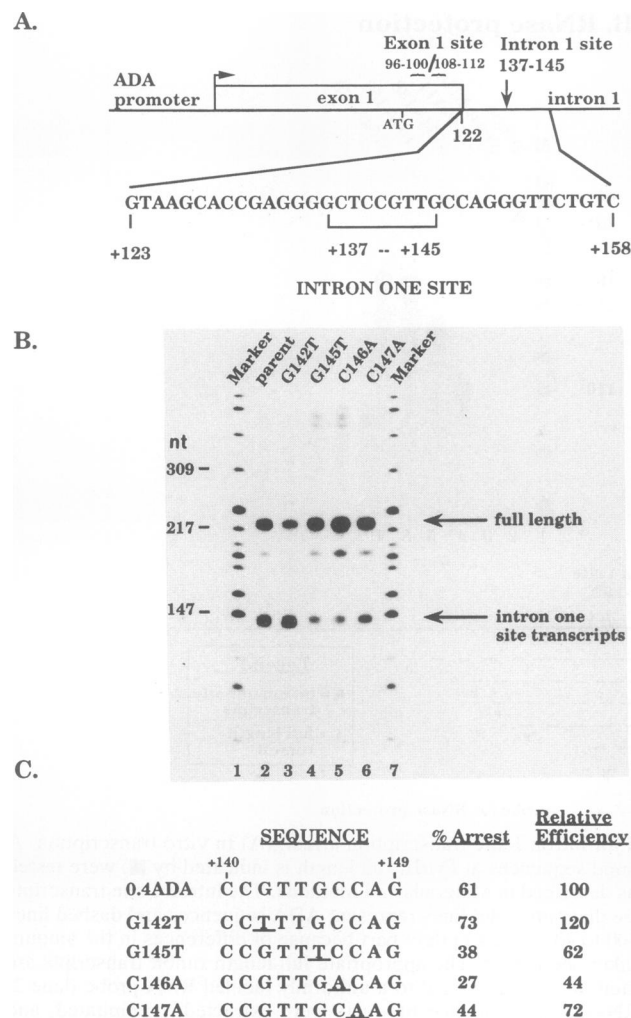 A.
Exon 1 site
96-100/108-112
Intron 1 site
137-145
ADA
promoter
exon 1
intron 1
ATG
122
GTAAGCACCGAGGGGCTCCGTTGCCAGGGTTCTGTC
+123
+137 -- +145
+158
INTRON ONE SITE
B.
Marker
parent
G142T
G145T
C146A
C147A
Marker
nt
309
217
147
full length
intron one
site transcripts
1 2 3 4 5 6 7
C.
SEQUENCE % Arrest Relative Efficiency
+140 +149
0.4ADA C C G T T G C C A G 61 100
G142T C C T T T G C C A G 73 120
G145T C C G T T T C C A G 38 62
C146A C C G T T G A C A G 27 44
C147A C C G T T G C A A G 44 72